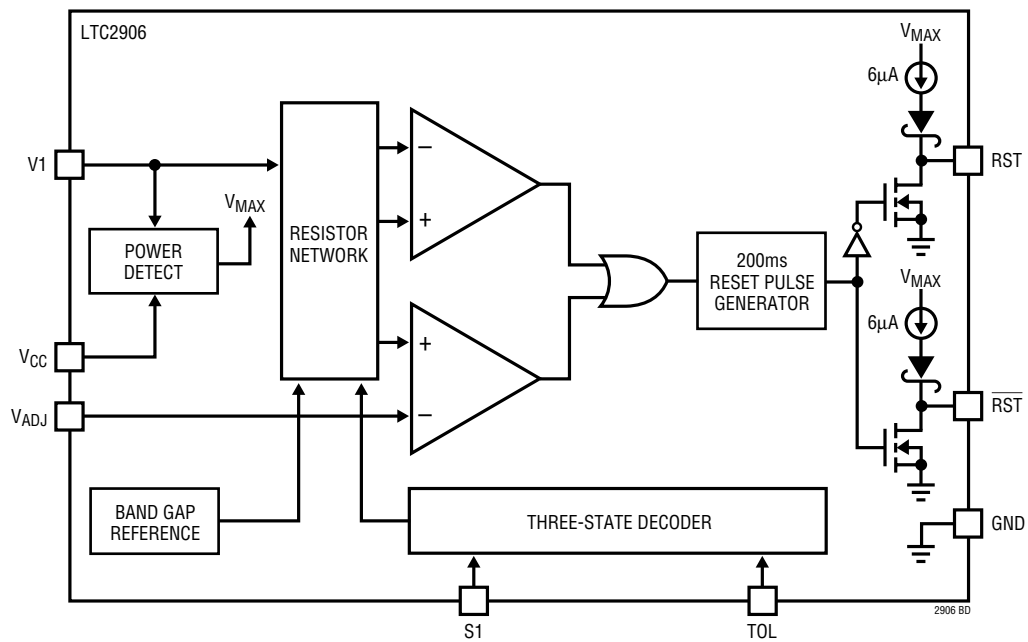 LTC2906
V1
POWER
DETECT
VMAX
VCC
VADJ
BAND GAP
REFERENCE
RESISTOR
NETWORK
−
+
+
−
200ms
RESET PULSE
GENERATOR
THREE-STATE DECODER
S1
TOL
VMAX
6µA
RST
VMAX
6µA
R̅S̅T̅
GND
2906 BD